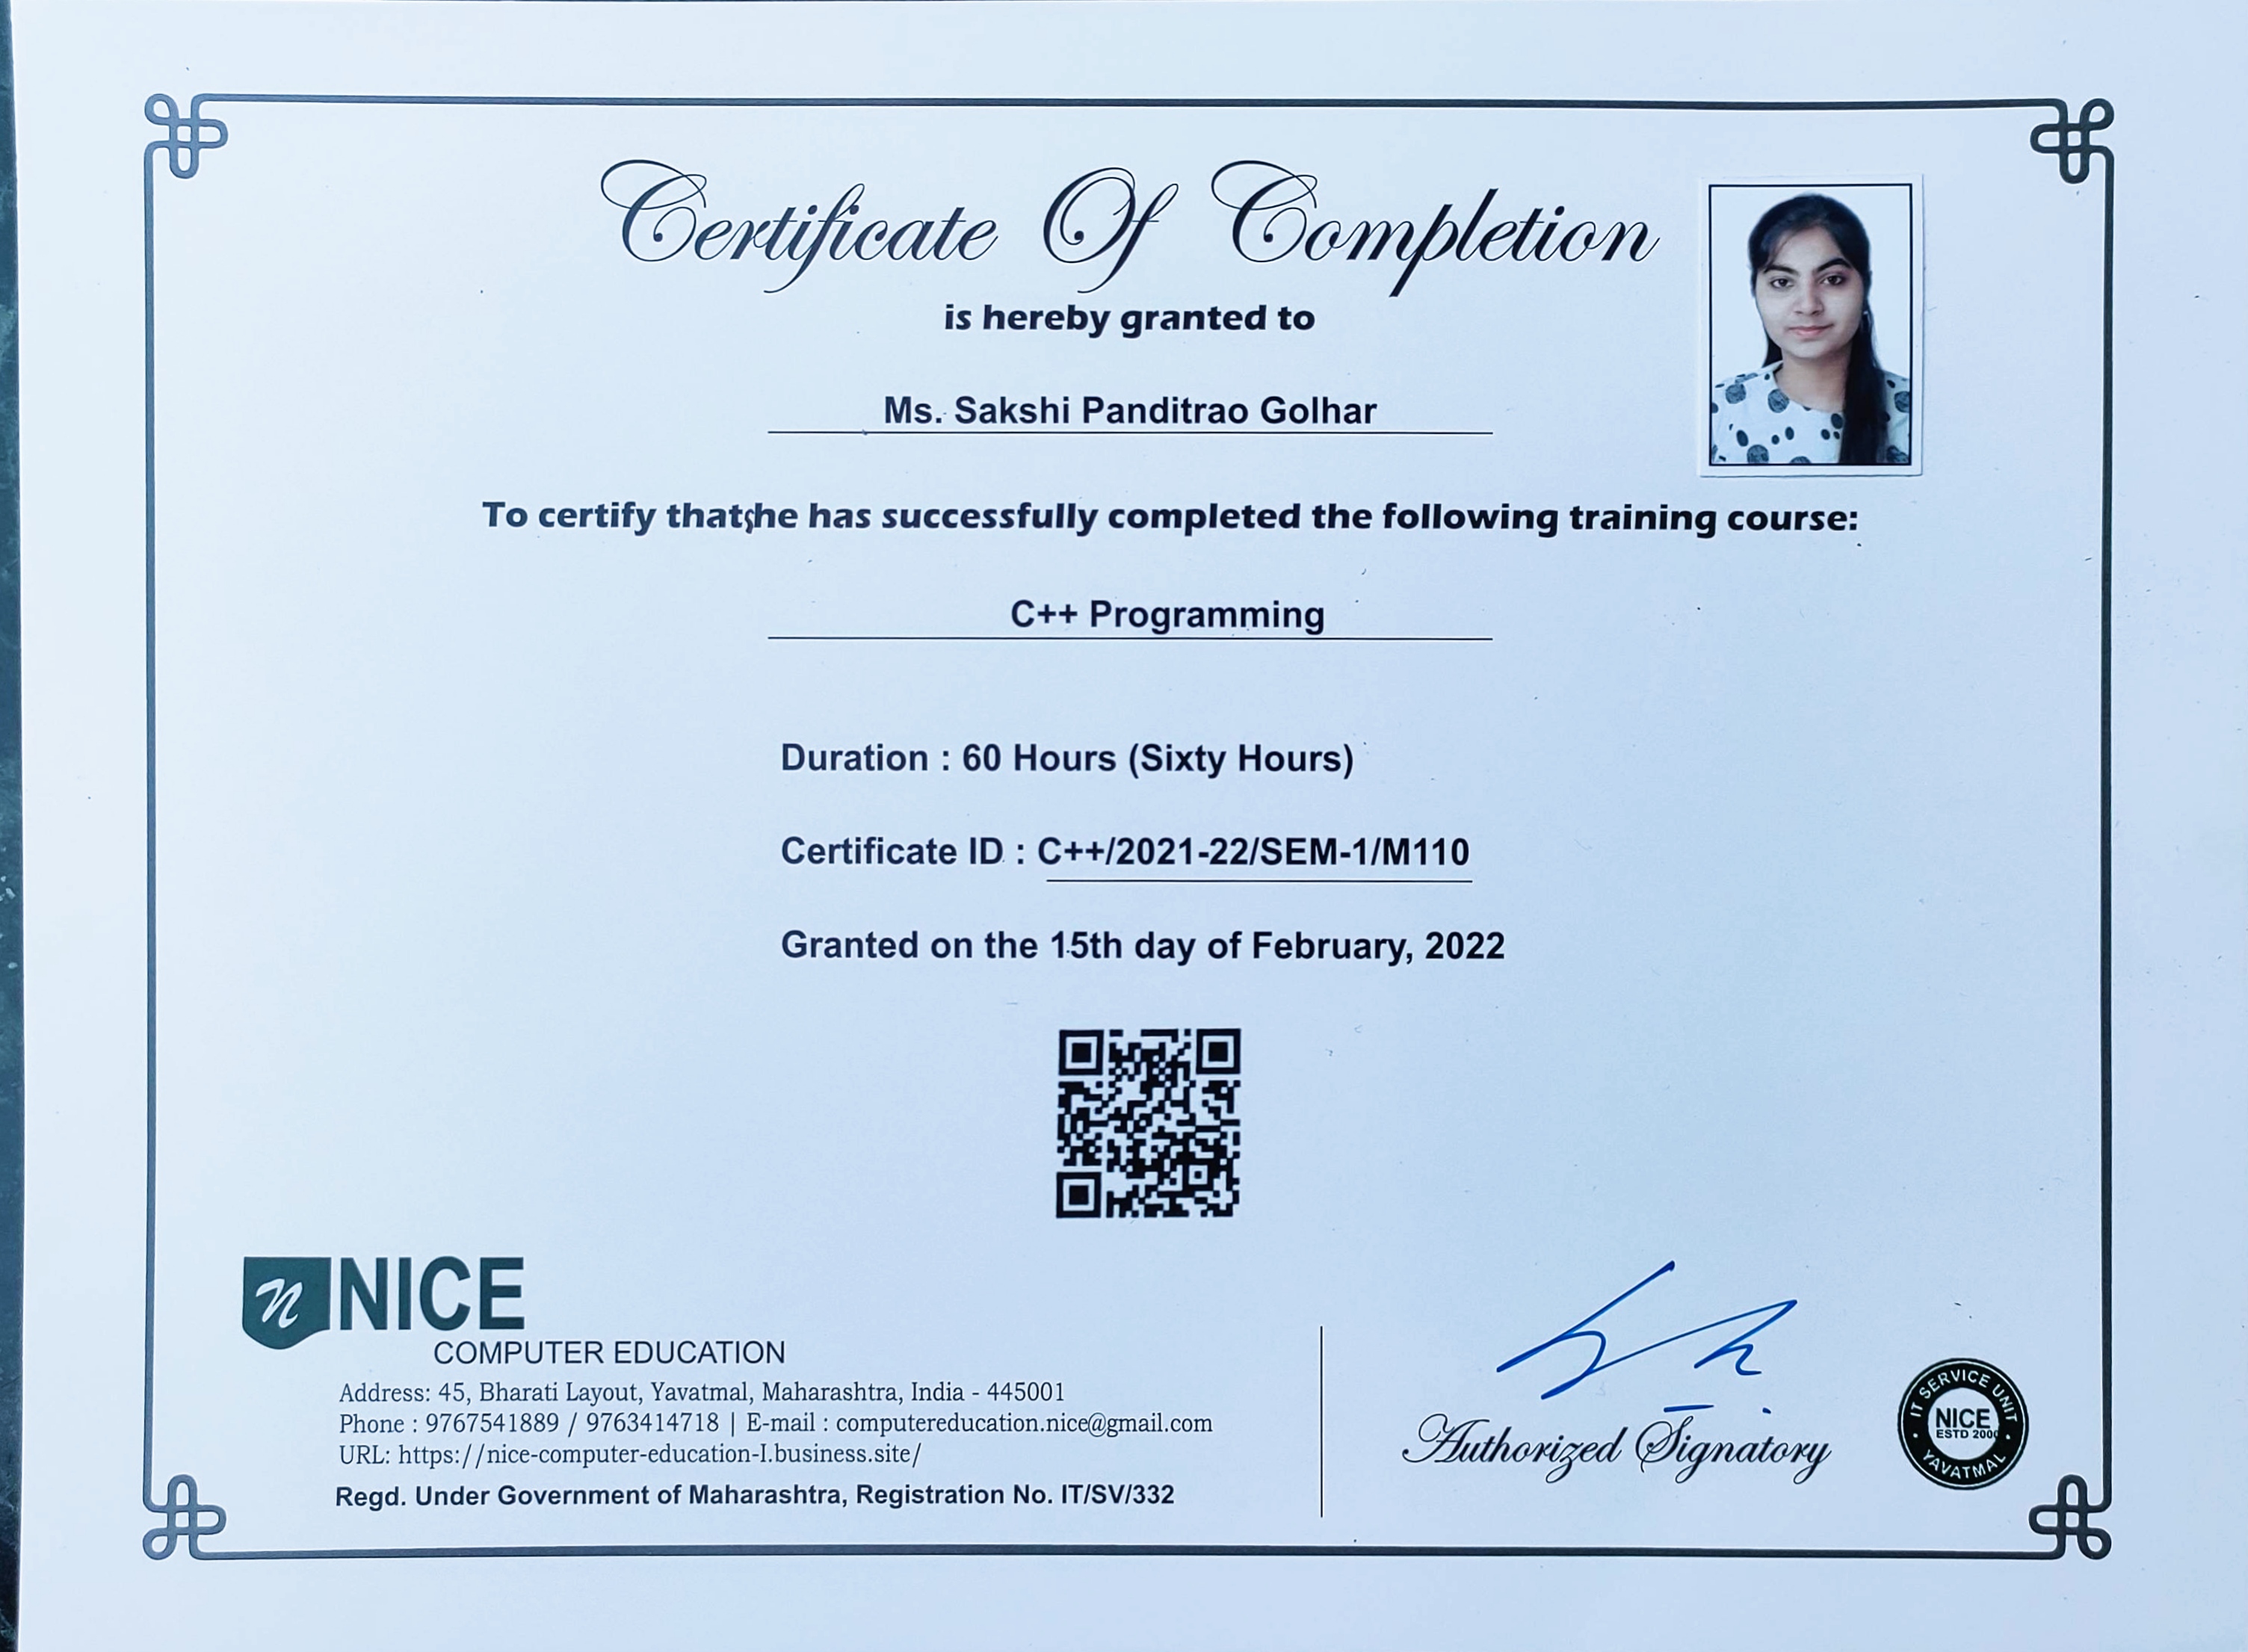 Certificate Of Completion
is hereby granted to
Ms. Sakshi Panditrao Golhar
To certify that she has successfully completed the following training course:
C++ Programming
Duration : 60 Hours (Sixty Hours)
Certificate ID : C++/2021-22/SEM-1/M110
Granted on the 15th day of February, 2022
n NICE
COMPUTER EDUCATION
Address: 45, Bharati Layout, Yavatmal, Maharashtra, India - 445001
Phone : 9767541889 / 9763414718 | E-mail : computereducation.nice@gmail.com
URL: https://nice-computer-education-I.business.site/
Regd. Under Government of Maharashtra, Registration No. IT/SV/332
Authorized Signatory
IT SERVICE UNIT
NICE
ESTD 2000
YAVATMAL